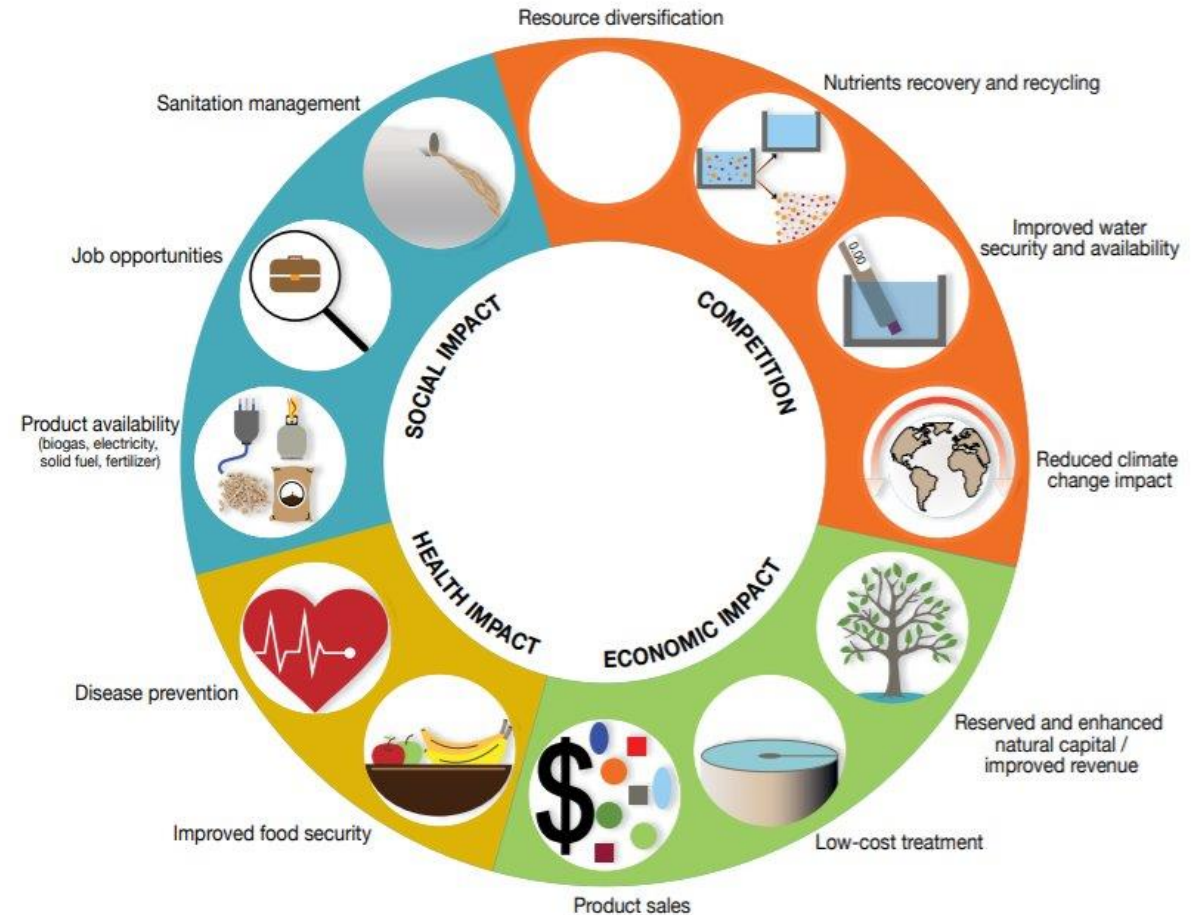 Resource diversification
Nutrients recovery and recycling
Sanitation management
0.00
Improved water
security and availability
Job opportunities
SOCIAL IMPACT
COMPETITION
Product availability
(biogas, electricity,
solid fuel, fertilizer)
Reduced climate
change impact
HEALTH IMPACT
ECONOMIC IMPACT
Disease prevention
Reserved and enhanced
natural capital /
improved revenue
$
Improved food security
Low-cost treatment
Product sales